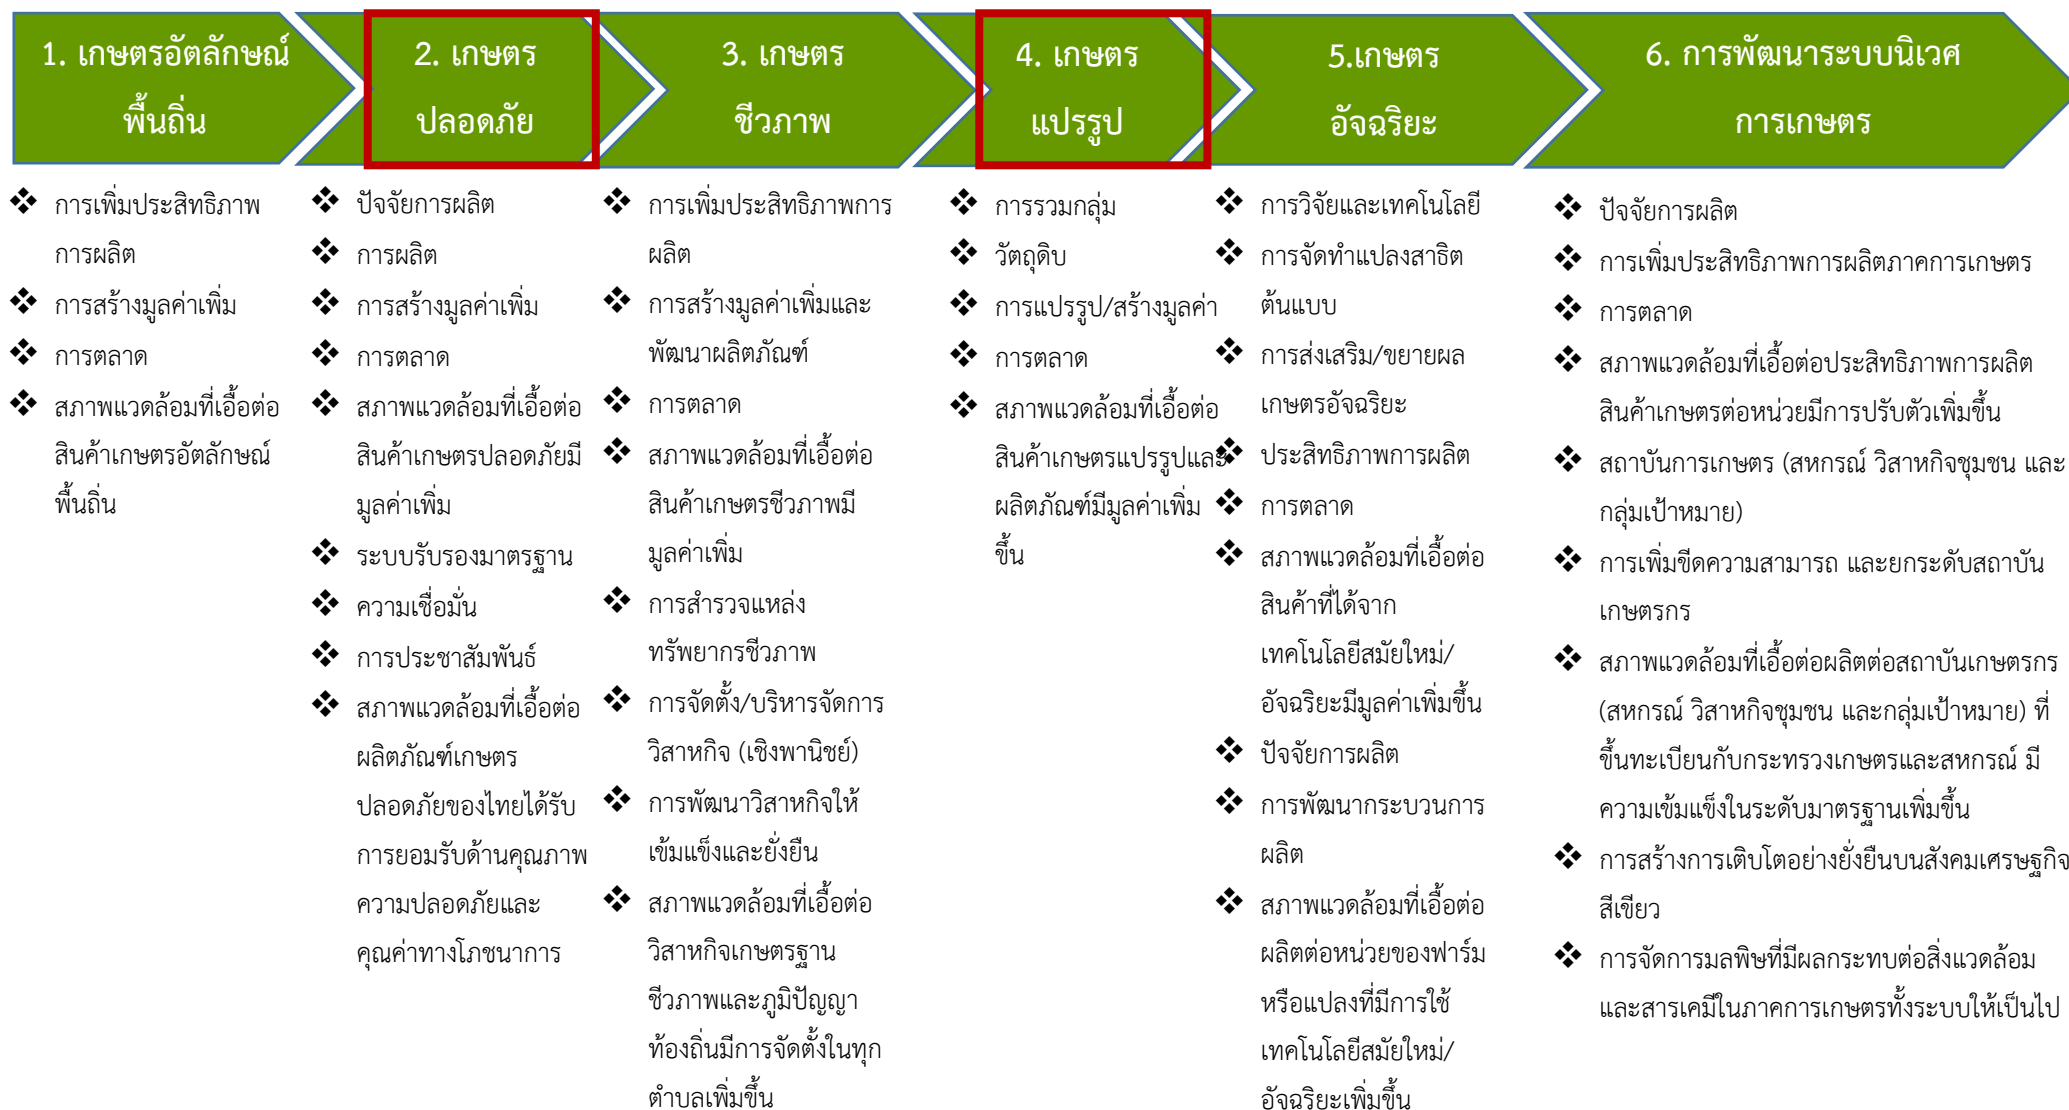 1. เกษตรอัตลักษณ์
พื้นถิ่น
2. เกษตร
ปลอดภัย
3. เกษตร
ชีวภาพ
4. เกษตร
แปรรูป
5.เกษตร
อัจฉริยะ
6. การพัฒนาระบบนิเวศ
การเกษตร
❖ การเพิ่มประสิทธิภาพ
การผลิต
❖ การสร้างมูลค่าเพิ่ม
❖ การตลาด
❖ สภาพแวดล้อมที่เอื้อต่อ
สินค้าเกษตรอัตลักษณ์
พื้นถิ่น
❖ ปัจจัยการผลิต
❖ การผลิต
❖ การสร้างมูลค่าเพิ่ม
❖ การตลาด
❖ สภาพแวดล้อมที่เอื้อต่อ
สินค้าเกษตรปลอดภัยมี
มูลค่าเพิ่ม
❖ ระบบรับรองมาตรฐาน
❖ ความเชื่อมั่น
❖ การประชาสัมพันธ์
❖ สภาพแวดล้อมที่เอื้อต่อ
ผลิตภัณฑ์เกษตร
ปลอดภัยของไทยได้รับ
การยอมรับด้านคุณภาพ
ความปลอดภัยและ
คุณค่าทางโภชนาการ
❖ การเพิ่มประสิทธิภาพการ
ผลิต
❖ การสร้างมูลค่าเพิ่มและ
พัฒนาผลิตภัณฑ์
❖ การตลาด
❖ สภาพแวดล้อมที่เอื้อต่อ
สินค้าเกษตรชีวภาพมี
มูลค่าเพิ่ม
❖ การสำรวจแหล่ง
ทรัพยากรชีวภาพ
❖ การจัดตั้ง/บริหารจัดการ
วิสาหกิจ (เชิงพานิชย์)
❖ การพัฒนาวิสาหกิจให้
เข้มแข็งและยั่งยืน
❖ สภาพแวดล้อมที่เอื้อต่อ
วิสาหกิจเกษตรฐาน
ชีวภาพและภูมิปัญญา
ท้องถิ่นมีการจัดตั้งในทุก
ตำบลเพิ่มขึ้น
❖ การรวมกลุ่ม
❖ วัตถุดิบ
❖ การแปรรูป/สร้างมูลค่า
❖ การตลาด
❖ สภาพแวดล้อมที่เอื้อต่อ
สินค้าเกษตรแปรรูปและ
ผลิตภัณฑ์มีมูลค่าเพิ่ม
ขึ้น
❖ การวิจัยและเทคโนโลยี
❖ การจัดทำแปลงสาธิต
ต้นแบบ
❖ การส่งเสริม/ขยายผล
เกษตรอัจฉริยะ
❖ ประสิทธิภาพการผลิต
❖ การตลาด
❖ สภาพแวดล้อมที่เอื้อต่อ
สินค้าที่ได้จาก
เทคโนโลยีสมัยใหม่/
อัจฉริยะมีมูลค่าเพิ่มขึ้น
❖ ปัจจัยการผลิต
❖ การพัฒนากระบวนการ
ผลิต
❖ สภาพแวดล้อมที่เอื้อต่อ
ผลิตต่อหน่วยของฟาร์ม
หรือแปลงที่มีการใช้
เทคโนโลยีสมัยใหม่/
อัจฉริยะเพิ่มขึ้น
❖ ปัจจัยการผลิต
❖ การเพิ่มประสิทธิภาพการผลิตภาคการเกษตร
❖ การตลาด
❖ สภาพแวดล้อมที่เอื้อต่อประสิทธิภาพการผลิต
สินค้าเกษตรต่อหน่วยมีการปรับตัวเพิ่มขึ้น
❖ สถาบันการเกษตร (สหกรณ์ วิสาหกิจชุมชน และ
กลุ่มเป้าหมาย)
❖ การเพิ่มขีดความสามารถ และยกระดับสถาบัน
เกษตรกร
❖ สภาพแวดล้อมที่เอื้อต่อผลิตต่อสถาบันเกษตรกร
(สหกรณ์ วิสาหกิจชุมชน และกลุ่มเป้าหมาย) ที่
ขึ้นทะเบียนกับกระทรวงเกษตรและสหกรณ์ มี
ความเข้มแข็งในระดับมาตรฐานเพิ่มขึ้น
❖ การสร้างการเติบโตอย่างยั่งยืนบนสังคมเศรษฐกิจ
สีเขียว
❖ การจัดการมลพิษที่มีผลกระทบต่อสิ่งแวดล้อม
และสารเคมีในภาคการเกษตรทั้งระบบให้เป็นไป